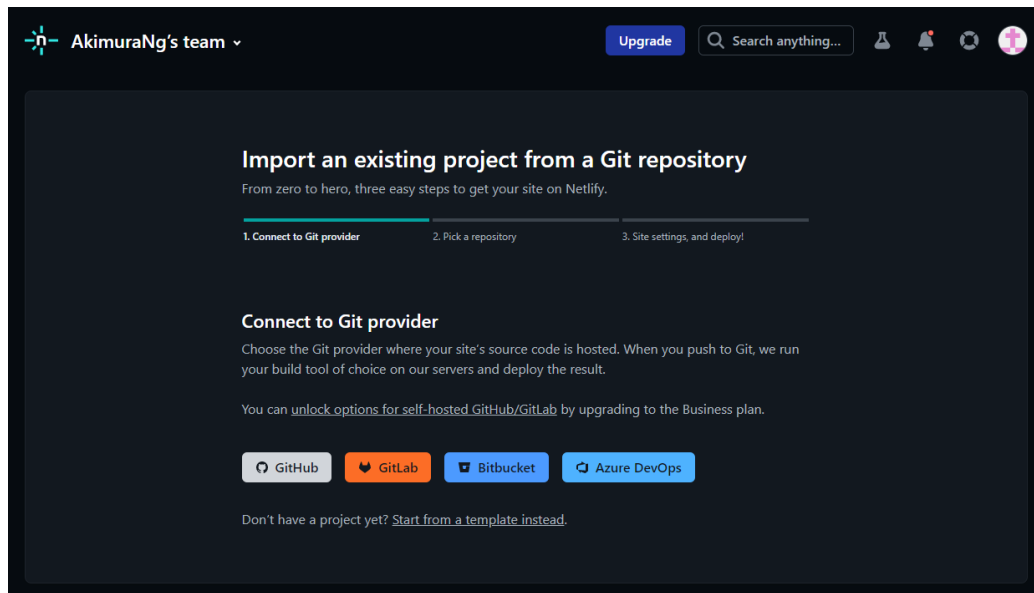 AkimuraNg's team
Upgrade
Search anything...
Import an existing project from a Git repository
From zero to hero, three easy steps to get your site on Netlify.
1. Connect to Git provider
2. Pick a repository
3. Site settings, and deploy!
Connect to Git provider
Choose the Git provider where your site's source code is hosted. When you push to Git, we run
your build tool of choice on our servers and deploy the result.
You can unlock options for self-hosted GitHub/GitLab by upgrading to the Business plan.
GitHub
GitLab
Bitbucket
Azure DevOps
Don't have a project yet? Start from a template instead.